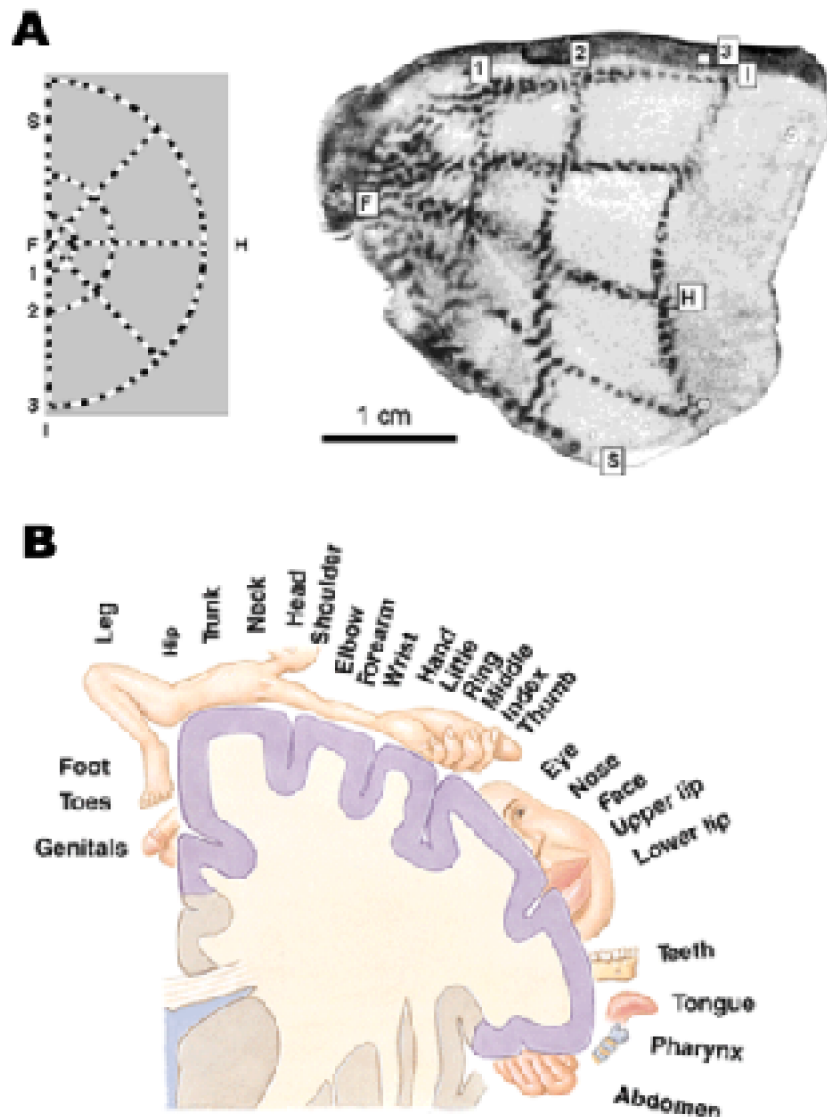 A
S
F
1
2
3
I
H
1
2
3
I
F
H
S
1 cm
B
Leg
Hip
Trunk
Neck
Head
Shoulder
Elbow
Forearm
Wrist
Hand
Little
Ring
Middle
Index
Thumb
Eye
Nose
Face
Upper lip
Lower lip
Foot
Toes
Genitals
Teeth
Tongue
Pharynx
Abdomen